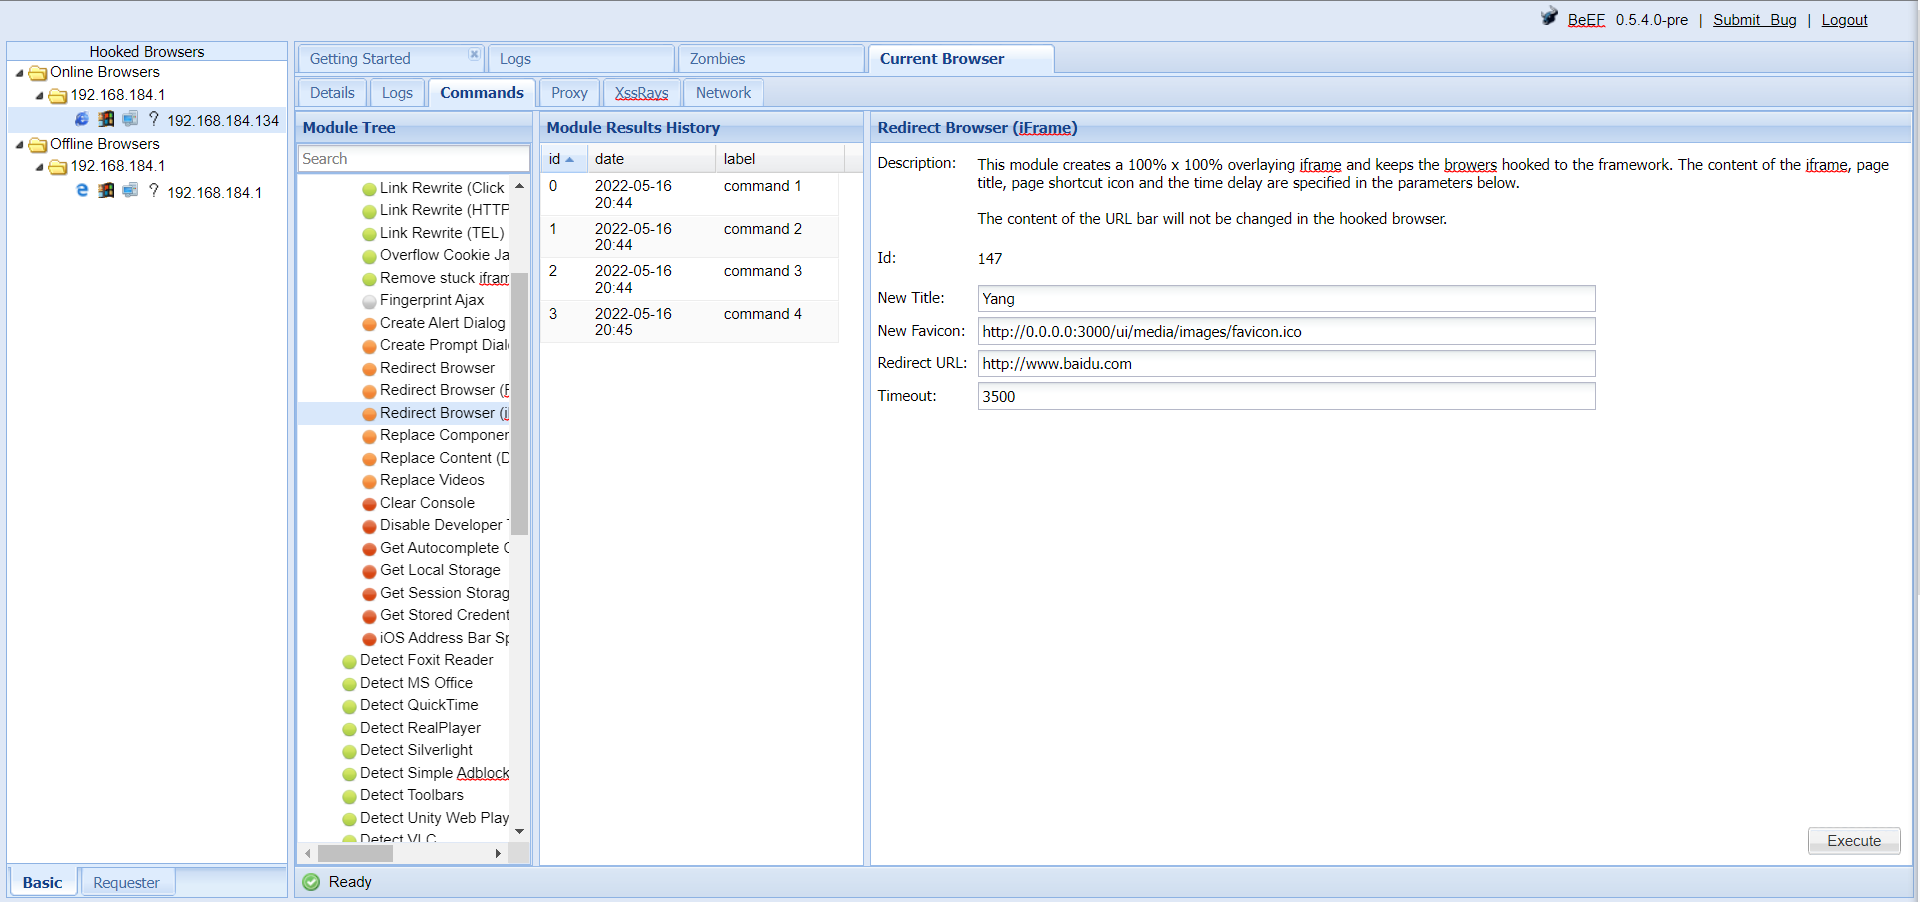 BeEF 0.5.4.0-pre | Submit Bug | Logout
Hooked Browsers
Online Browsers
192.168.184.1
? 192.168.184.134
Offline Browsers
192.168.184.1
? 192.168.184.1
Basic
Requester
Getting Started
Logs
Zombies
Current Browser
Details
Logs
Commands
Proxy
XssRays
Network
Module Tree
Search
Link Rewrite (Click
Link Rewrite (HTTP
Link Rewrite (TEL)
Overflow Cookie Ja
Remove stuck ifram
Fingerprint Ajax
Create Alert Dialog
Create Prompt Dial
Redirect Browser
Redirect Browser (F
Redirect Browser (i
Replace Componer
Replace Content (D
Replace Videos
Clear Console
Disable Developer T
Get Autocomplete C
Get Local Storage
Get Session Storag
Get Stored Credent
iOS Address Bar Sp
Detect Foxit Reader
Detect MS Office
Detect QuickTime
Detect RealPlayer
Detect Silverlight
Detect Simple Adblock
Detect Toolbars
Detect Unity Web Play
Detect VLC
Module Results History
id date label
0 2022-05-16 20:44 command 1
1 2022-05-16 20:44 command 2
2 2022-05-16 20:44 command 3
3 2022-05-16 20:45 command 4
Redirect Browser (iFrame)
Description: This module creates a 100% x 100% overlaying iframe and keeps the browers hooked to the framework. The content of the iframe, page
title, page shortcut icon and the time delay are specified in the parameters below.
The content of the URL bar will not be changed in the hooked browser.
Id: 147
New Title: Yang
New Favicon: http://0.0.0.0:3000/ui/media/images/favicon.ico
Redirect URL: http://www.baidu.com
Timeout: 3500
Execute
Ready